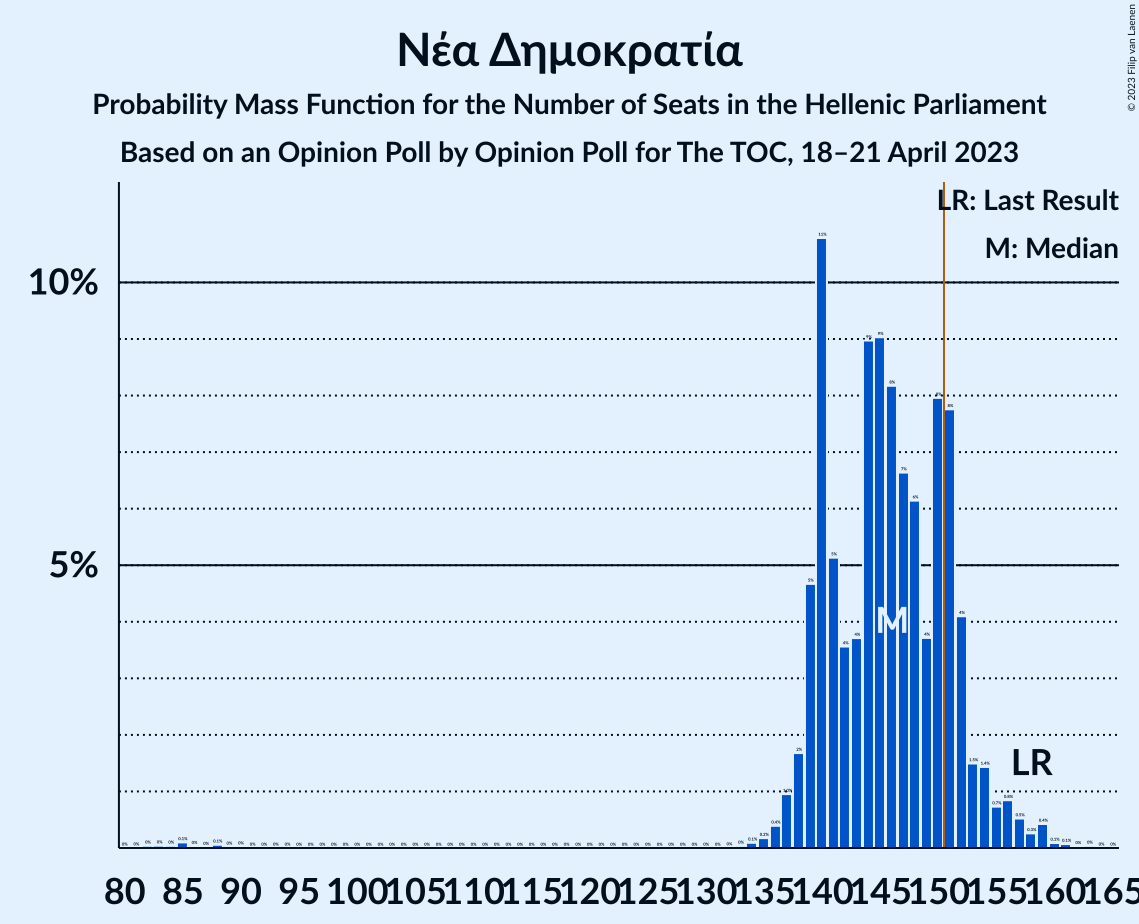 Νέα Δημοκρατία
Probability Mass Function for the Number of Seats in the Hellenic Parliament
Based on an Opinion Poll by Opinion Poll for The TOC, 18–21 April 2023
© 2023 Filip van Laenen
LR: Last Result
M: Median
10%
5%
M
LR
80 85 90 95 100 105 110 115 120 125 130 135 140 145 150 155 160 165